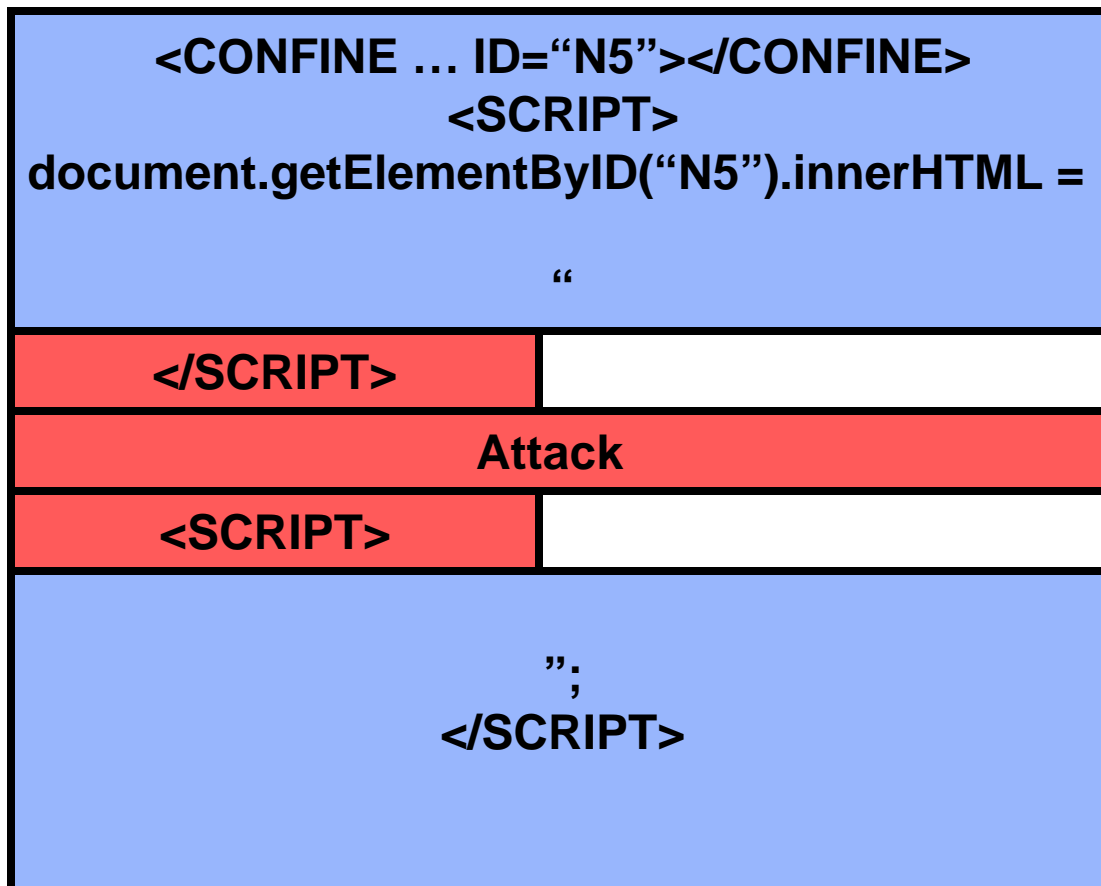 <CONFINE … ID=“N5”></CONFINE>
<SCRIPT>
document.getElementByID(“N5”).innerHTML =
“
</SCRIPT>
Attack
<SCRIPT>
”;
</SCRIPT>